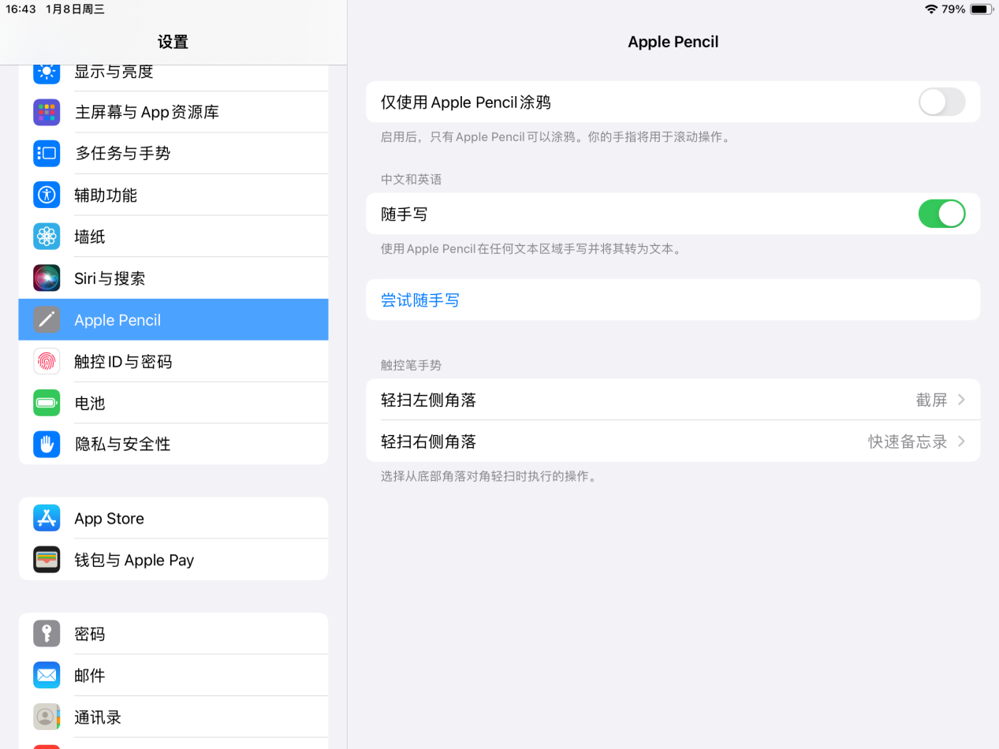 16:43 1月8日周三
79%
设置
显示与亮度
主屏幕与 App 资源库
多任务与手势
辅助功能
墙纸
Siri与搜索
Apple Pencil
触控 ID 与密码
电池
隐私与安全性
App Store
钱包与 Apple Pay
密码
邮件
通讯录
Apple Pencil
仅使用 Apple Pencil 涂鸦
启用后，只有 Apple Pencil 可以涂鸦。你的手指将用于滚动操作。
中文和英语
随手写
使用 Apple Pencil 在任何文本区域手写并将其转为文本。
尝试随手写
触控笔手势
轻扫左侧角落 截屏
轻扫右侧角落 快速备忘录
选择从底部角落对角轻扫时执行的操作。